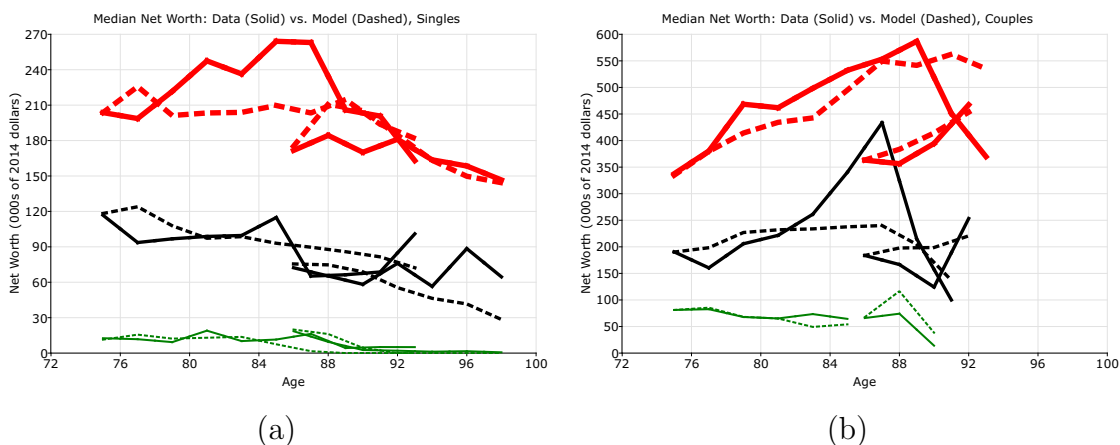 Median Net Worth: Data (Solid) vs. Model (Dashed), Singles
Net Worth (000s of 2014 dollars)
270
240
210
180
150
120
90
60
30
0
72 76 80 84 88 92 96 100
Age
(a)
Median Net Worth: Data (Solid) vs. Model (Dashed), Couples
Net Worth (000s of 2014 dollars)
600
550
500
450
400
350
300
250
200
150
100
50
0
72 76 80 84 88 92 96 100
Age
(b)